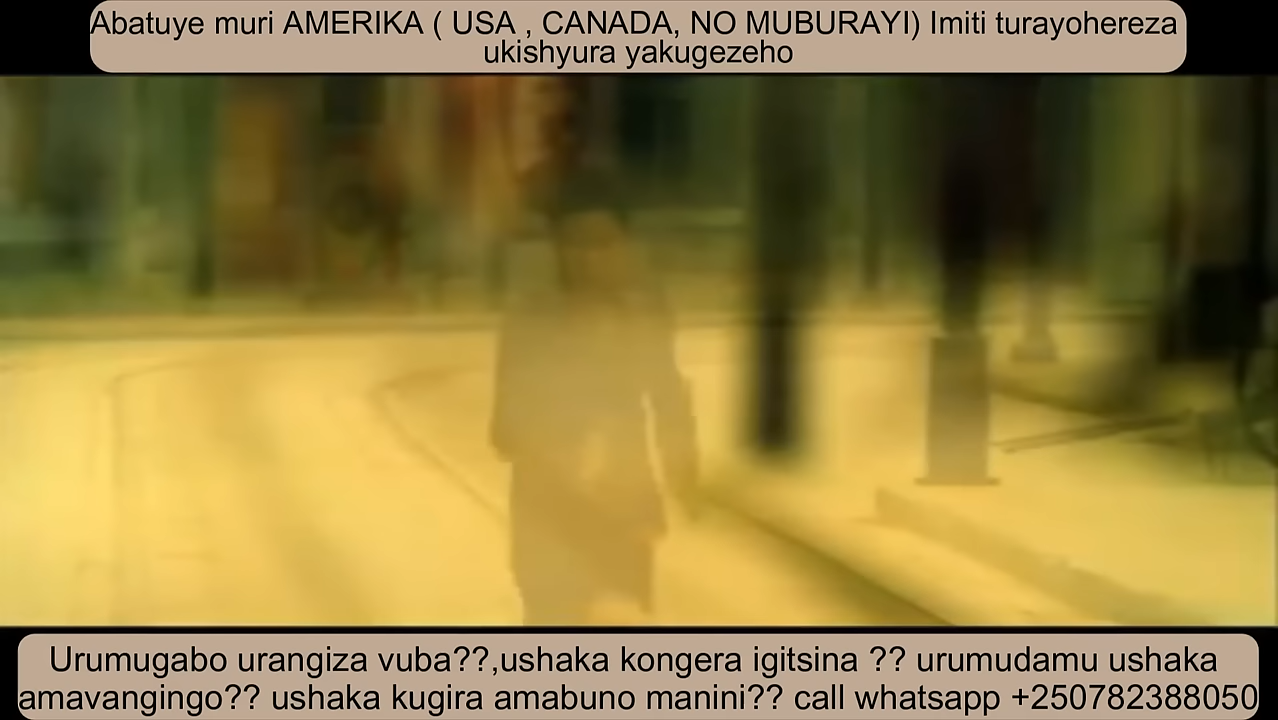 Abatuye muri AMERIKA ( USA , CANADA, NO MUBURAYI) Imiti turayohereza
ukishyura yakugezeho
Urumugabo urangiza vuba??,ushaka kongera igitsina ?? urumudamu ushaka
amavangingo?? ushaka kugira amabuno manini?? call whatsapp +250782388050